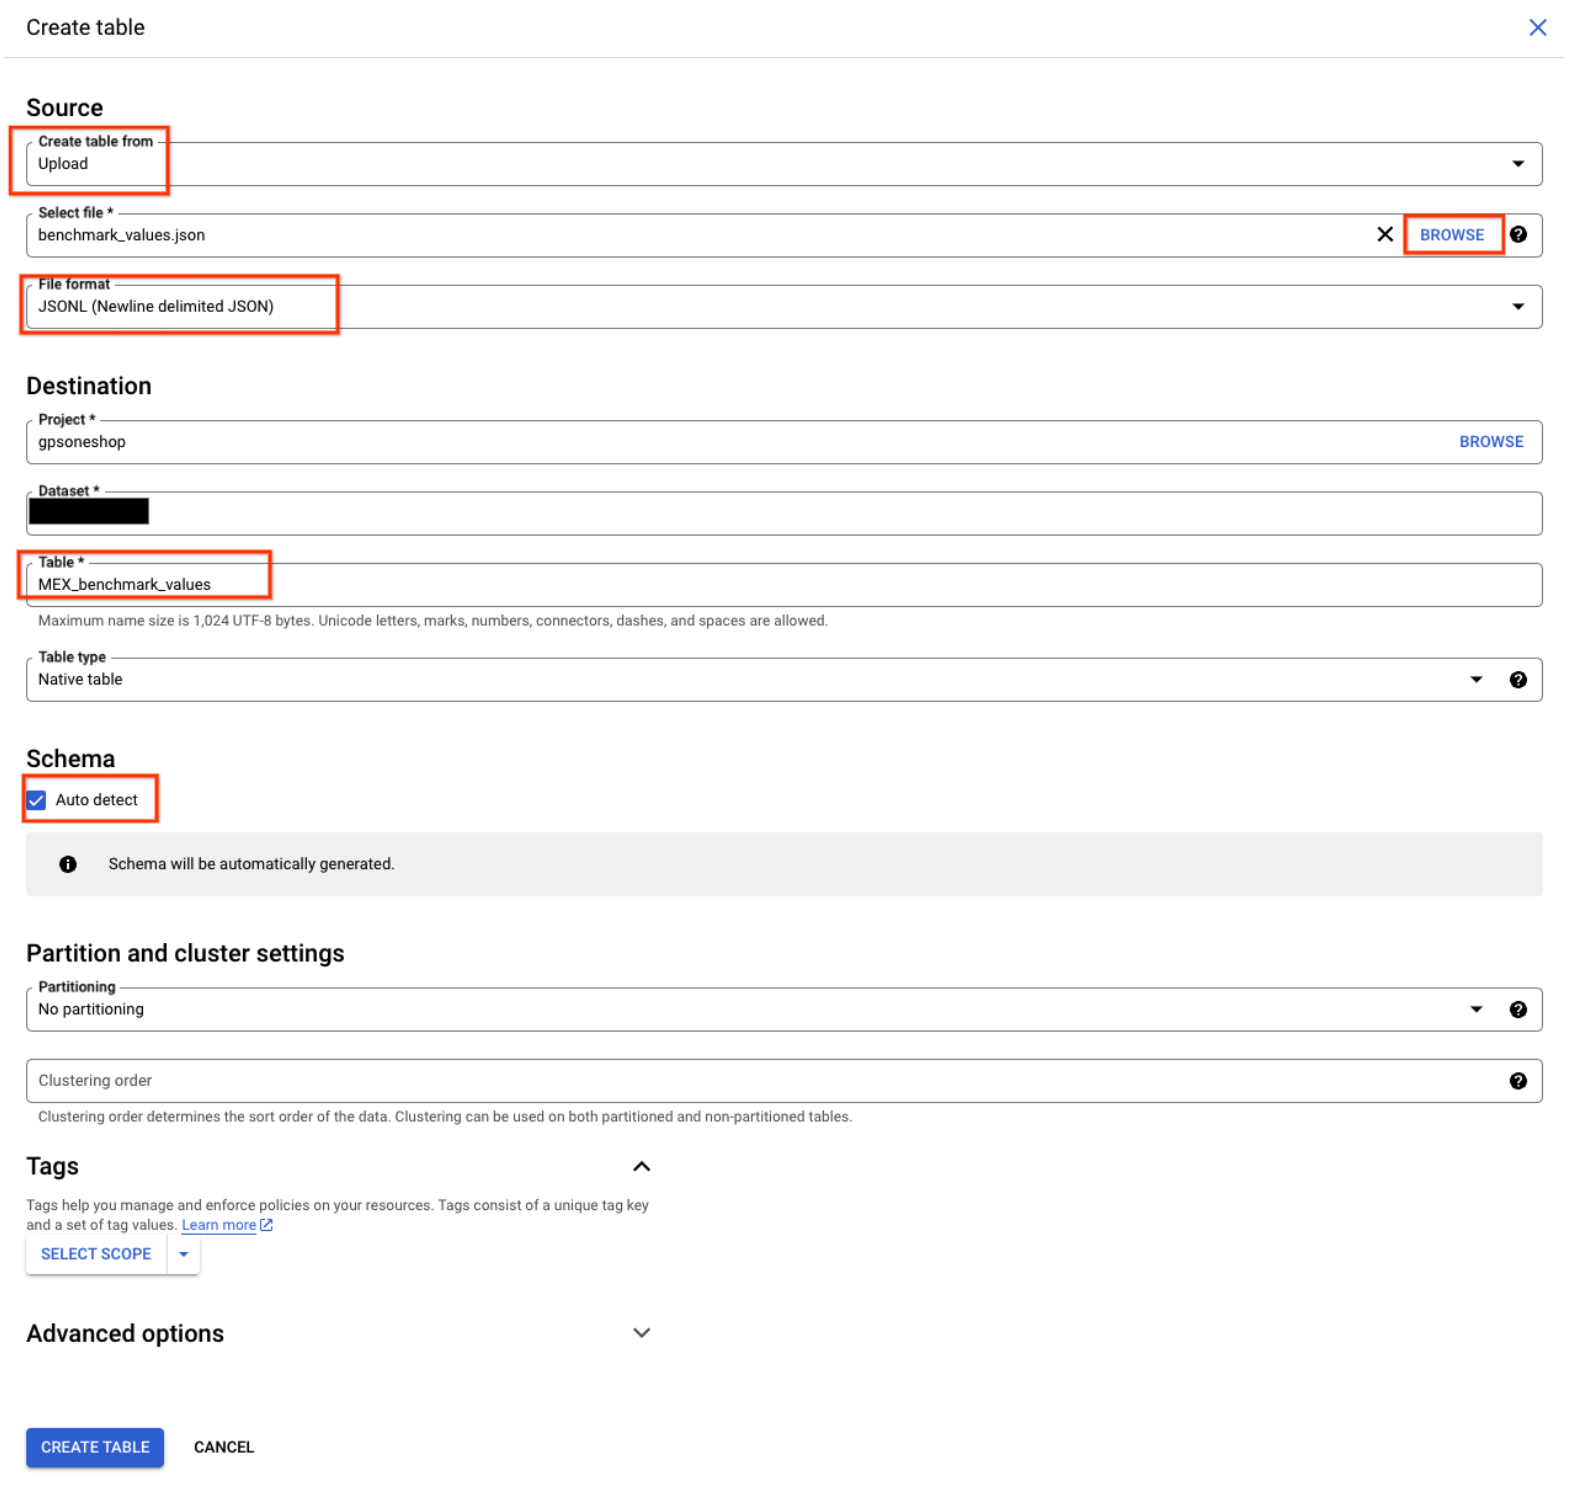 Create table
Source
Create table from
Upload
Select file *
benchmark_values.json
BROWSE
File format
JSONL (Newline delimited JSON)
Destination
Project *
gpsoneshop
BROWSE
Dataset *
Table *
MEX_benchmark_values
Maximum name size is 1,024 UTF-8 bytes. Unicode letters, marks, numbers, connectors, dashes, and spaces are allowed.
Table type
Native table
Schema
Auto detect
Schema will be automatically generated.
Partition and cluster settings
Partitioning
No partitioning
Clustering order
Clustering order determines the sort order of the data. Clustering can be used on both partitioned and non-partitioned tables.
Tags
Tags help you manage and enforce policies on your resources. Tags consist of a unique tag key
and a set of tag values. Learn more
SELECT SCOPE
Advanced options
CREATE TABLE CANCEL